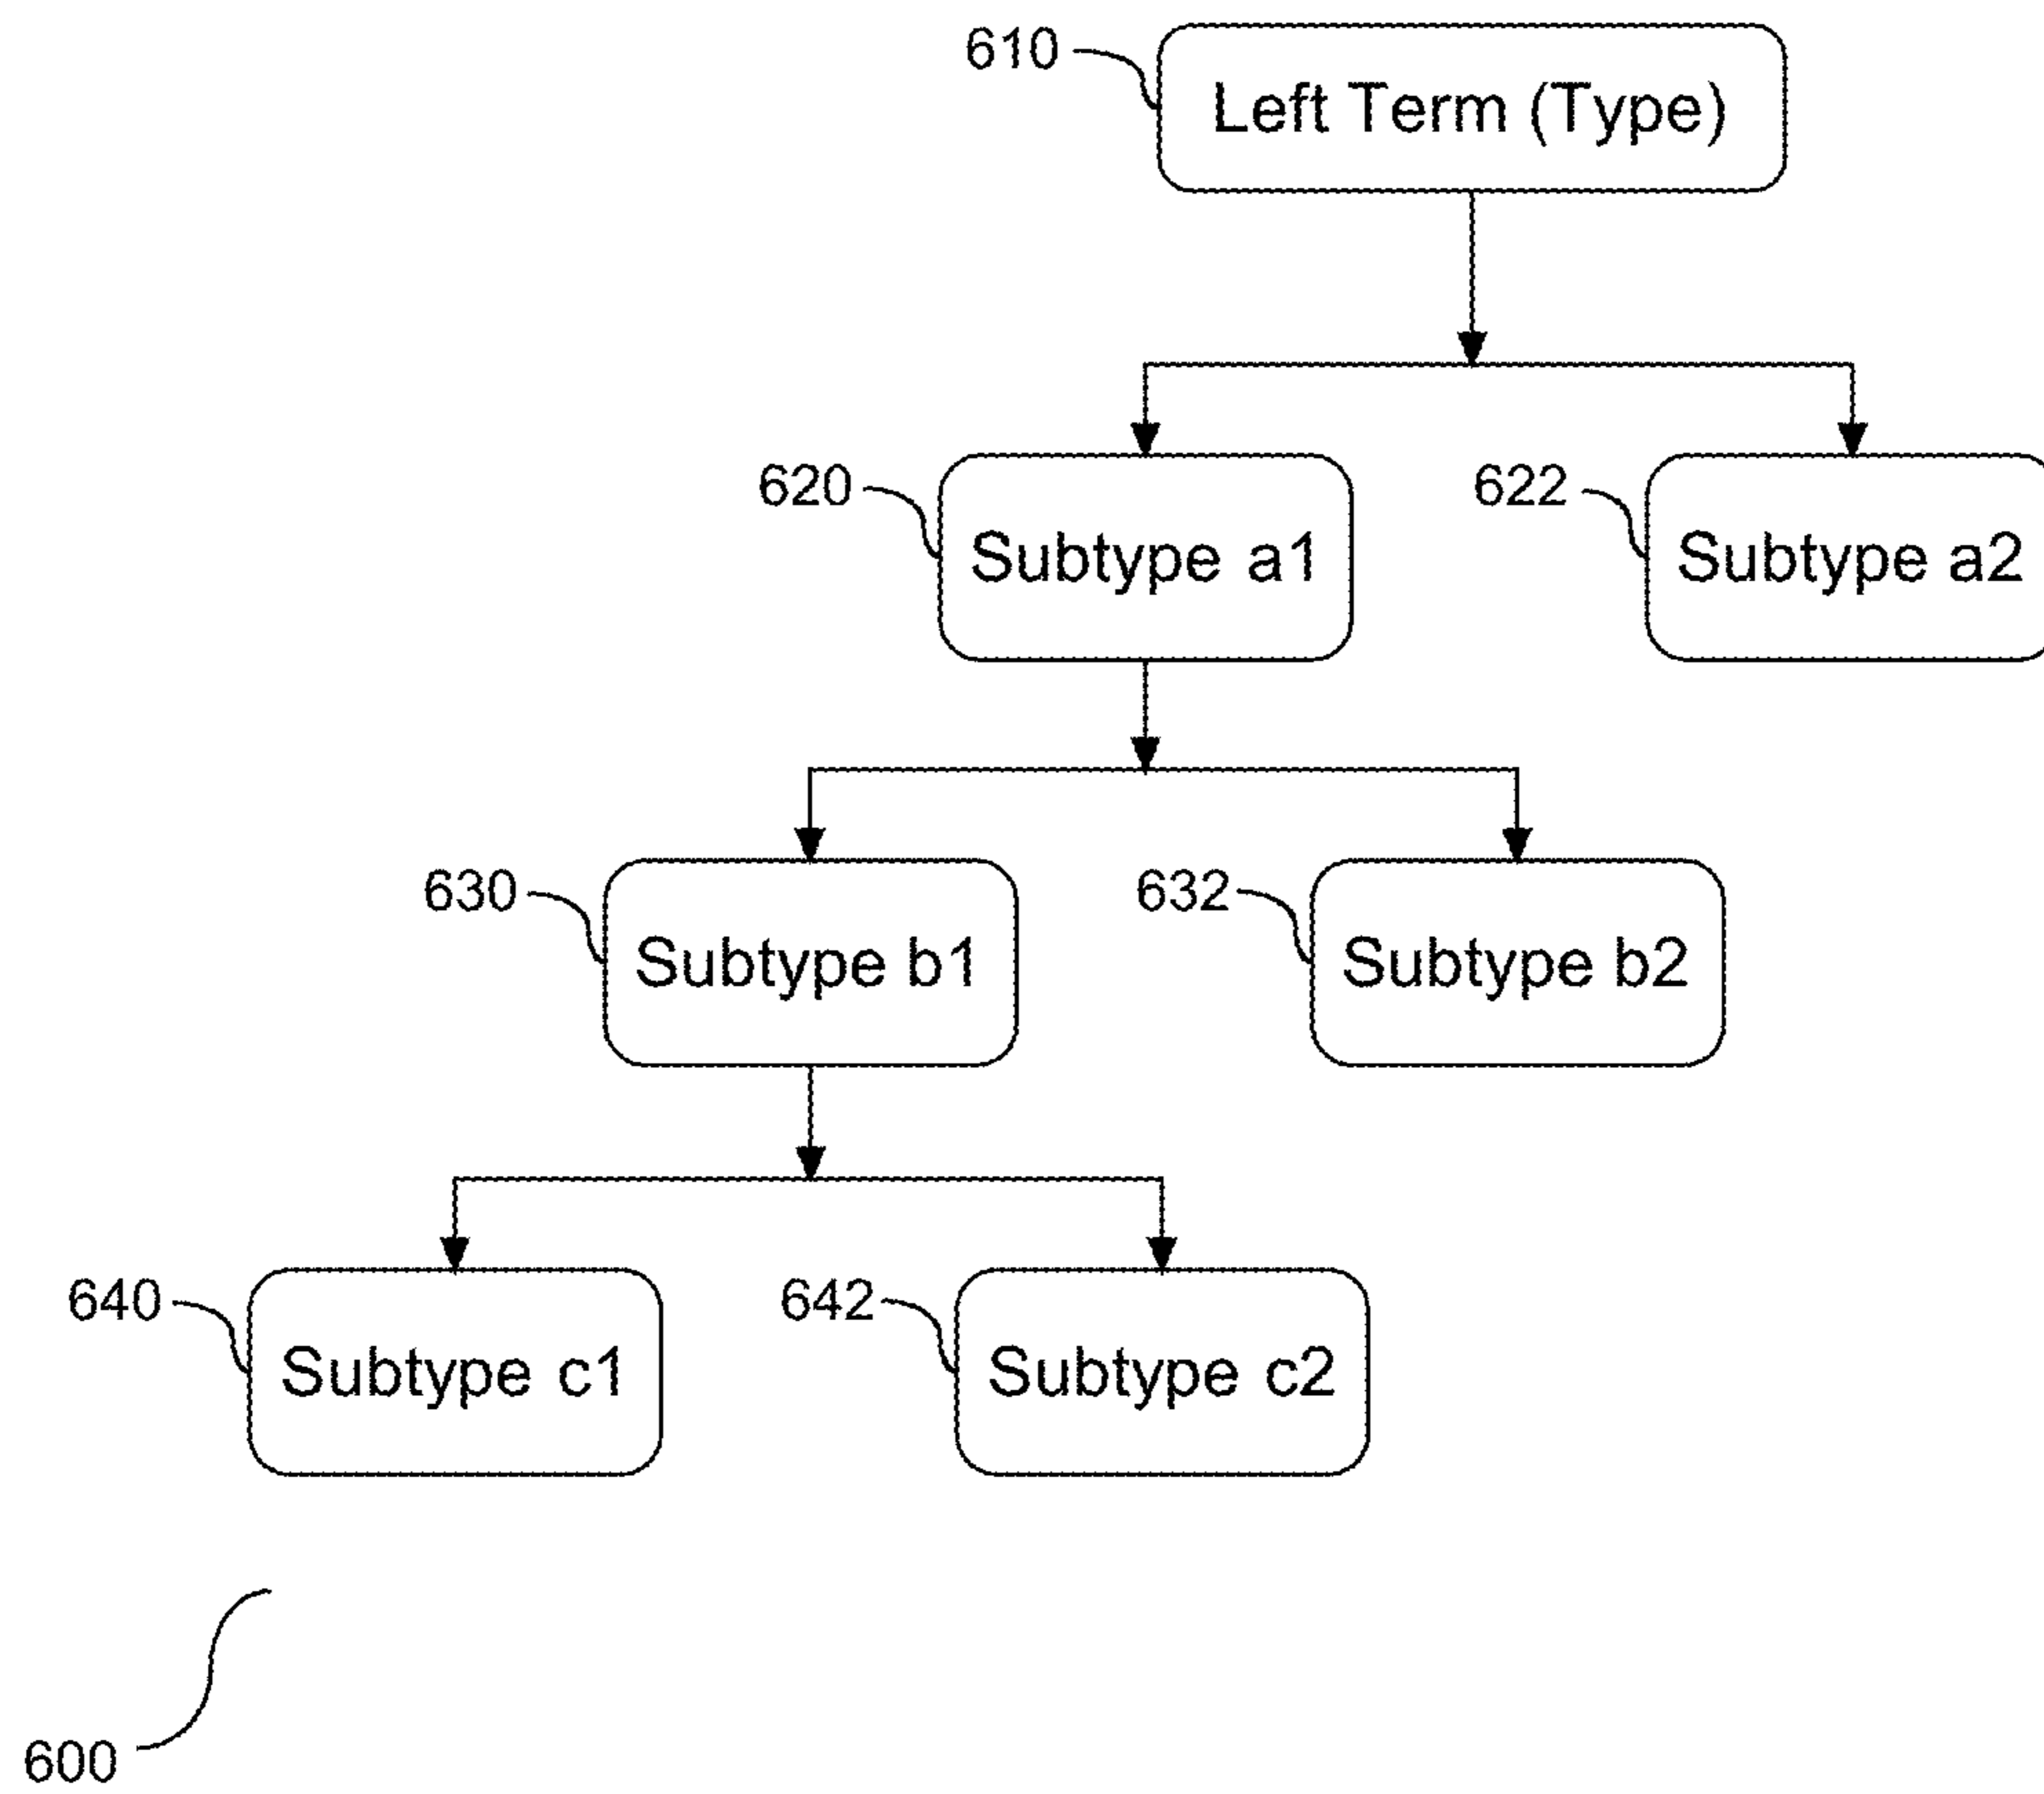 610
Left Term (Type)
620
Subtype a1
622
Subtype a2
630
Subtype b1
632
Subtype b2
640
Subtype c1
642
Subtype c2
600